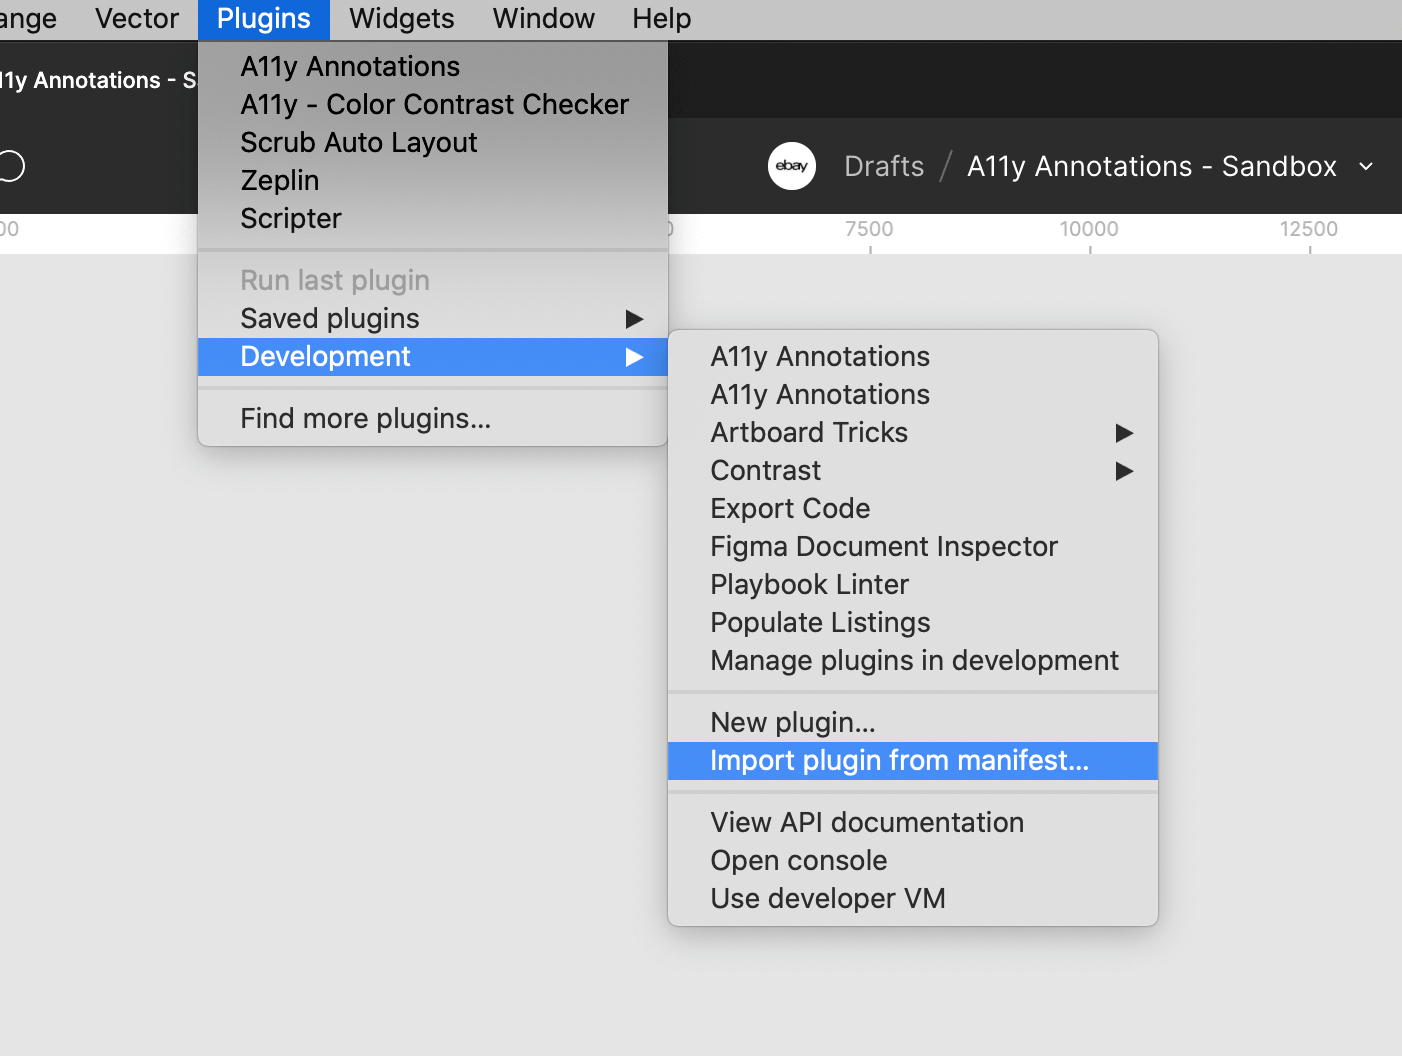 ange Vector Plugins Widgets Window Help
11y Annotations - S
A11y Annotations
A11y - Color Contrast Checker
Scrub Auto Layout
Zeplin
Scripter
ebay Drafts / A11y Annotations - Sandbox
00 0 7500 10000 12500
Run last plugin
Saved plugins
Development
Find more plugins...
A11y Annotations
A11y Annotations
Artboard Tricks
Contrast
Export Code
Figma Document Inspector
Playbook Linter
Populate Listings
Manage plugins in development
New plugin...
Import plugin from manifest...
View API documentation
Open console
Use developer VM